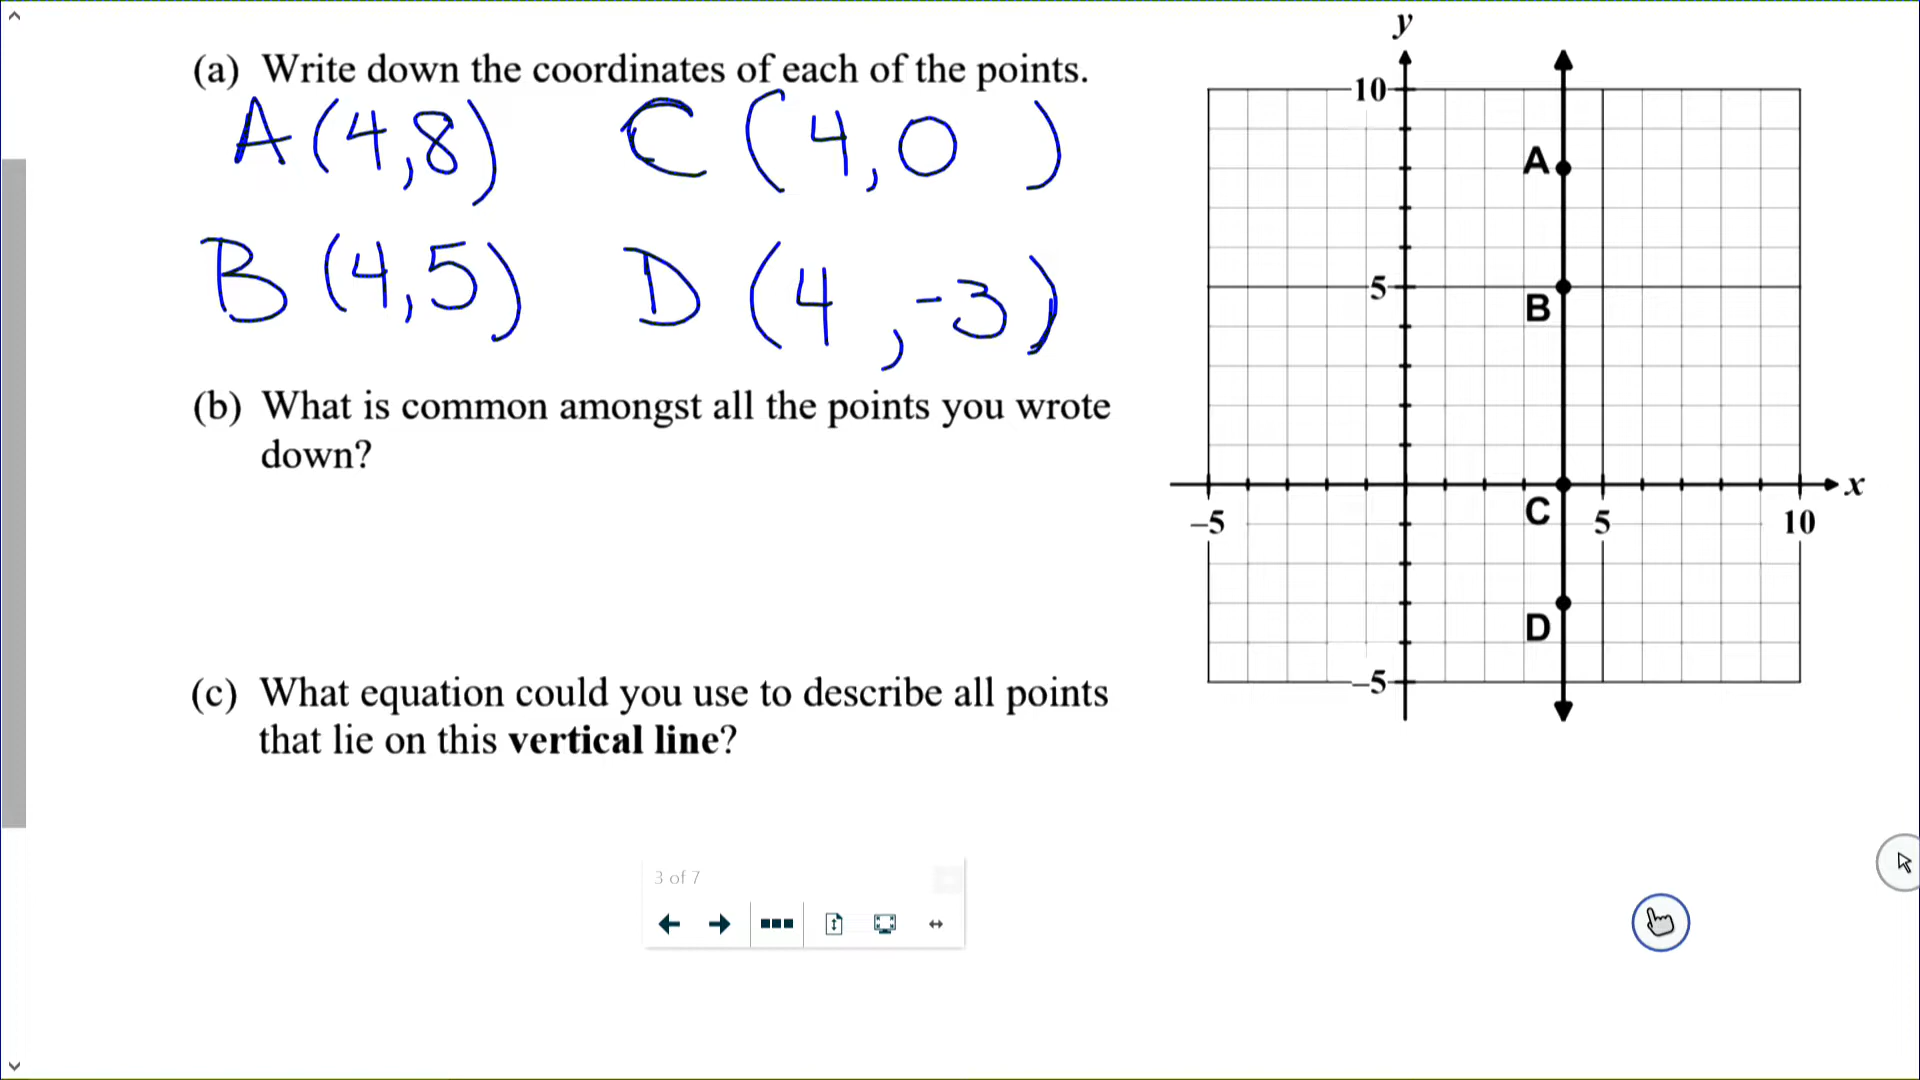 (a) Write down the coordinates of each of the points.
A(4,8) C (4,0)
B (4,5) D (4,-3)
(b) What is common amongst all the points you wrote
down?
(c) What equation could you use to describe all points
that lie on this vertical line?
y
10
A
5
B
x
–5
C
5
10
D
–5
3 of 7